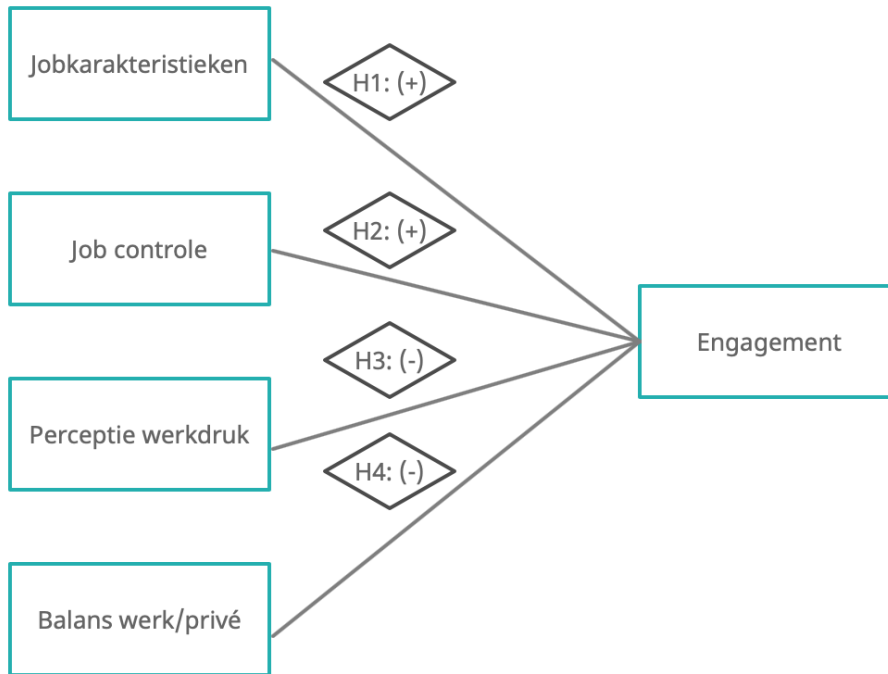 Jobkarakteristieken
H1: (+)
Job controle
H2: (+)
Engagement
H3: (-)
Perceptie werkdruk
H4: (-)
Balans werk/privé